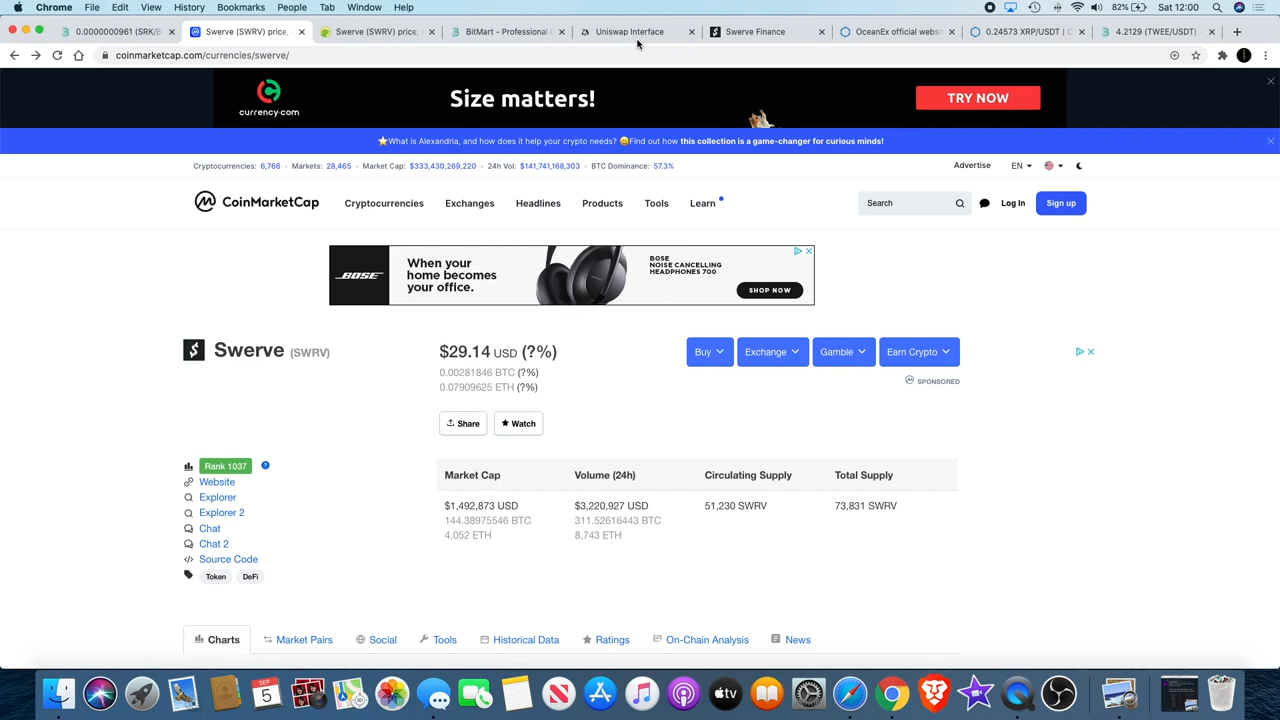 Chrome File Edit View History Bookmarks People Tab Window Help 82% Sat 12:00
0.0000000961 (SRK/B Swerve (SWRV) price, Swerve (SWRV) price, BitMart - Professional D Uniswap Interface Swerve Finance OceanEx official webs 0.24573 XRP/USDT | O 4.2129 (TWEE/USDT) -
coinmarketcap.com/currencies/swerve/
currency.com Size matters! TRY NOW
⭐What is Alexandria, and how does it help your crypto needs? 😀Find out how this collection is a game-changer for curious minds!
Cryptocurrencies: 6,766 · Markets: 28,465 · Market Cap: $333,430,269,220 · 24h Vol: $141,741,168,303 · BTC Dominance: 57.3% Advertise EN
CoinMarketCap Cryptocurrencies Exchanges Headlines Products Tools Learn Search Log In Sign up
BOSE
When your
home becomes
your office.
BOSE
NOISE CANCELLING
HEADPHONES 700
SHOP NOW
Swerve (SWRV) $29.14 USD (?%) Buy Exchange Gamble Earn Crypto
0.00281846 BTC (?%)
0.07909625 ETH (?%)
SPONSORED
Share Watch
Rank 1037 ?
Website
Explorer
Explorer 2
Chat
Chat 2
Source Code
Token DeFi
Market Cap Volume (24h) Circulating Supply Total Supply
$1,492,873 USD $3,220,927 USD 51,230 SWRV 73,831 SWRV
144.38975546 BTC 311.52616443 BTC
4,052 ETH 8,743 ETH
Charts Market Pairs Social Tools Historical Data Ratings On-Chain Analysis News
SEP
5